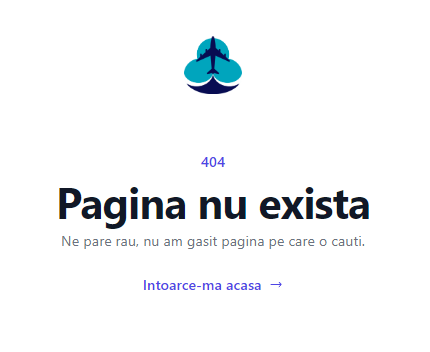 404
Pagina nu exista
Ne pare rau, nu am gasit pagina pe care o cauti.
Intoarce-ma acasa →